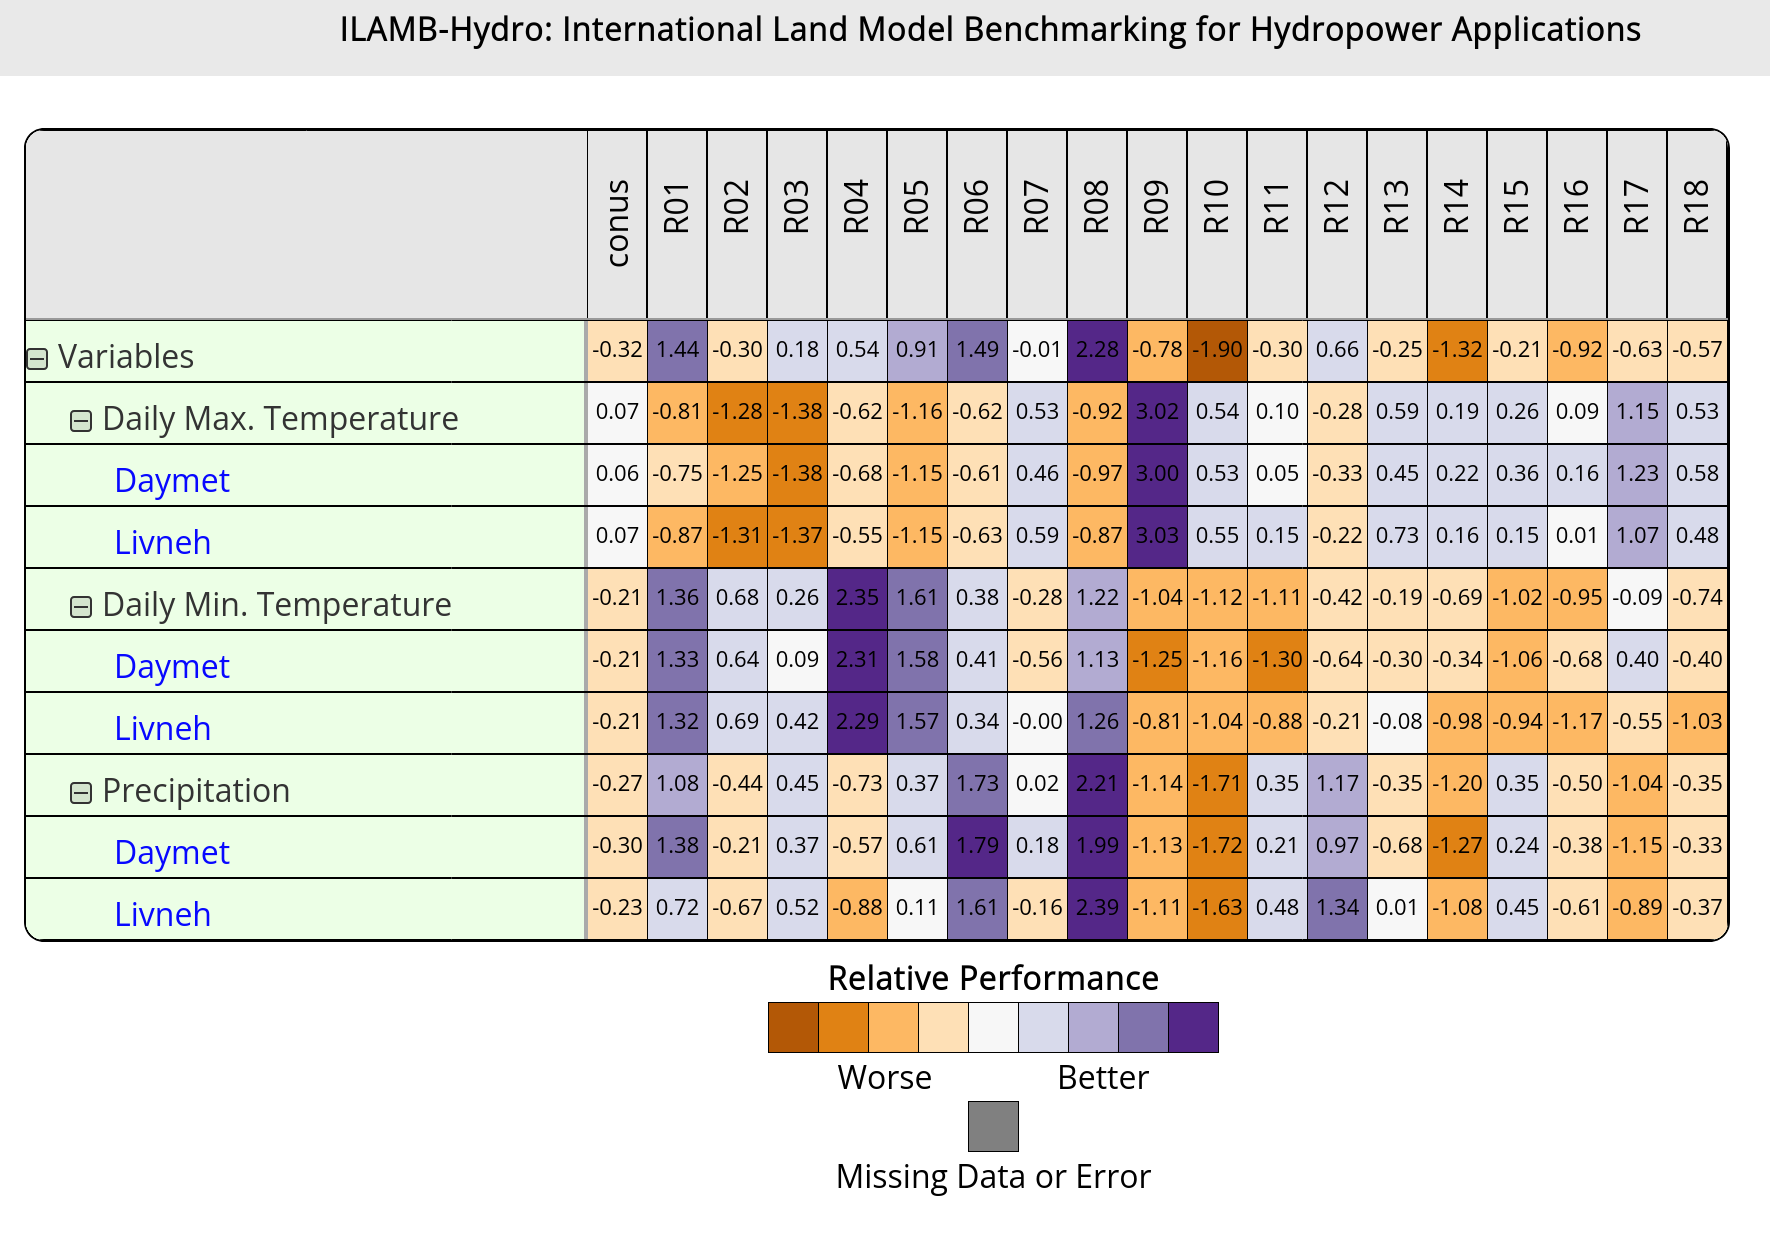 ILAMB-Hydro: International Land Model Benchmarking for Hydropower Applications
conus R01 R02 R03 R04 R05 R06 R07 R08 R09 R10 R11 R12 R13 R14 R15 R16 R17 R18
Variables -0.32 1.44 -0.30 0.18 0.54 0.91 1.49 -0.01 2.28 -0.78 -1.90 -0.30 0.66 -0.25 -1.32 -0.21 -0.92 -0.63 -0.57
Daily Max. Temperature 0.07 -0.81 -1.28 -1.38 -0.62 -1.16 -0.62 0.53 -0.92 3.02 0.54 0.10 -0.28 0.59 0.19 0.26 0.09 1.15 0.53
Daymet 0.06 -0.75 -1.25 -1.38 -0.68 -1.15 -0.61 0.46 -0.97 3.00 0.53 0.05 -0.33 0.45 0.22 0.36 0.16 1.23 0.58
Livneh 0.07 -0.87 -1.31 -1.37 -0.55 -1.15 -0.63 0.59 -0.87 3.03 0.55 0.15 -0.22 0.73 0.16 0.15 0.01 1.07 0.48
Daily Min. Temperature -0.21 1.36 0.68 0.26 2.35 1.61 0.38 -0.28 1.22 -1.04 -1.12 -1.11 -0.42 -0.19 -0.69 -1.02 -0.95 -0.09 -0.74
Daymet -0.21 1.33 0.64 0.09 2.31 1.58 0.41 -0.56 1.13 -1.25 -1.16 -1.30 -0.64 -0.30 -0.34 -1.06 -0.68 0.40 -0.40
Livneh -0.21 1.32 0.69 0.42 2.29 1.57 0.34 -0.00 1.26 -0.81 -1.04 -0.88 -0.21 -0.08 -0.98 -0.94 -1.17 -0.55 -1.03
Precipitation -0.27 1.08 -0.44 0.45 -0.73 0.37 1.73 0.02 2.21 -1.14 -1.71 0.35 1.17 -0.35 -1.20 0.35 -0.50 -1.04 -0.35
Daymet -0.30 1.38 -0.21 0.37 -0.57 0.61 1.79 0.18 1.99 -1.13 -1.72 0.21 0.97 -0.68 -1.27 0.24 -0.38 -1.15 -0.33
Livneh -0.23 0.72 -0.67 0.52 -0.88 0.11 1.61 -0.16 2.39 -1.11 -1.63 0.48 1.34 0.01 -1.08 0.45 -0.61 -0.89 -0.37
Relative Performance
Worse Better
Missing Data or Error